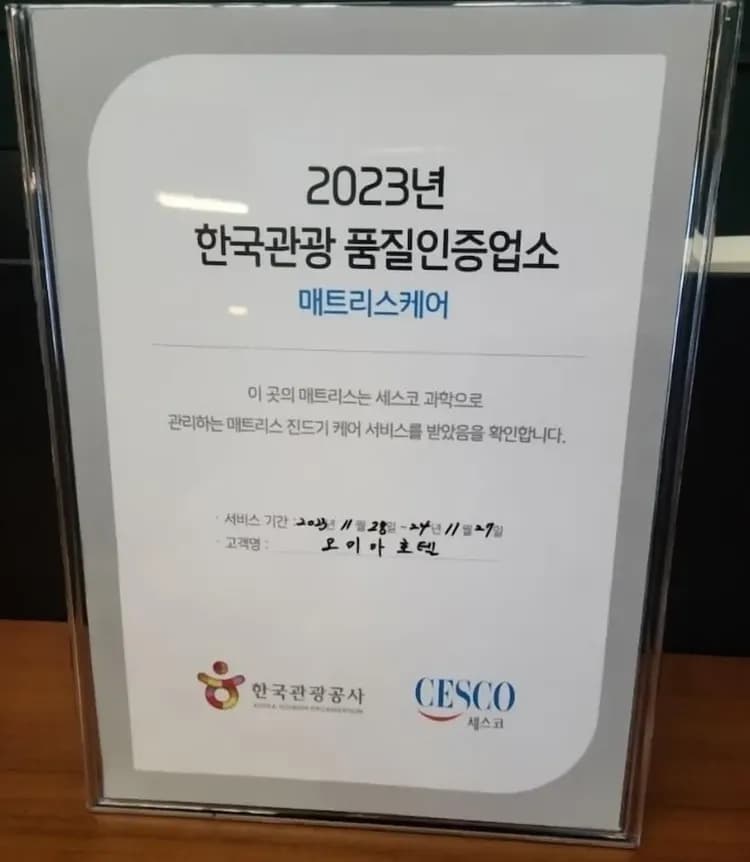 2023년
한국관광 품질인증업소
매트리스케어
이 곳의 매트리스는 세스코 과학으로
관리하는 매트리스 진드기 케어 서비스를 받았음을 확인합니다.
· 서비스 기간 : 2023년 11월 28일 ~ 24년 11월 27일
· 고객명 : 오이아 호텔
한국관광공사
KOREA TOURISM ORGANIZATION
CESCO
세스코